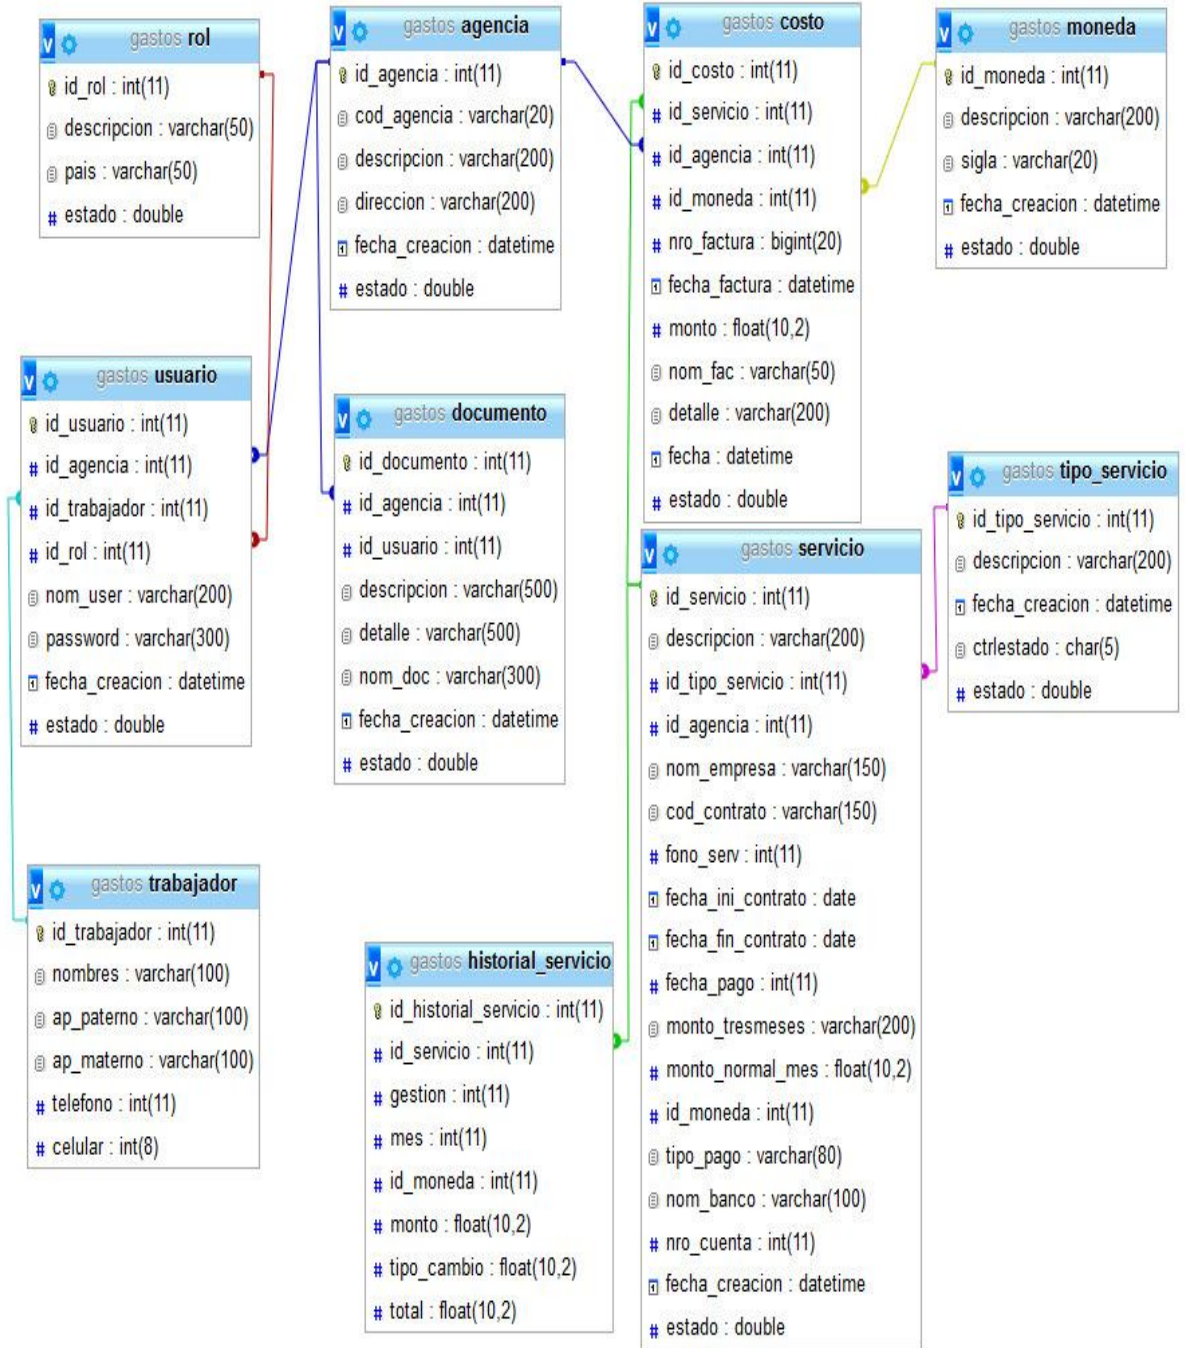 gastos rol
id_rol : int(11)
descripcion : varchar(50)
pais : varchar(50)
estado : double
gastos agencia
id_agencia : int(11)
cod_agencia : varchar(20)
descripcion : varchar(200)
direccion : varchar(200)
fecha_creacion : datetime
estado : double
gastos costo
id_costo : int(11)
id_servicio : int(11)
id_agencia : int(11)
id_moneda : int(11)
nro_factura : bigint(20)
fecha_factura : datetime
monto : float(10,2)
nom_fac : varchar(50)
detalle : varchar(200)
fecha : datetime
estado : double
gastos moneda
id_moneda : int(11)
descripcion : varchar(200)
sigla : varchar(20)
fecha_creacion : datetime
estado : double
gastos usuario
id_usuario : int(11)
id_agencia : int(11)
id_trabajador : int(11)
id_rol : int(11)
nom_user : varchar(200)
password : varchar(300)
fecha_creacion : datetime
estado : double
gastos documento
id_documento : int(11)
id_agencia : int(11)
id_usuario : int(11)
descripcion : varchar(500)
detalle : varchar(500)
nom_doc : varchar(300)
fecha_creacion : datetime
estado : double
gastos tipo_servicio
id_tipo_servicio : int(11)
descripcion : varchar(200)
fecha_creacion : datetime
ctrlestado : char(5)
estado : double
gastos servicio
id_servicio : int(11)
descripcion : varchar(200)
id_tipo_servicio : int(11)
id_agencia : int(11)
nom_empresa : varchar(150)
cod_contrato : varchar(150)
fono_serv : int(11)
fecha_ini_contrato : date
fecha_fin_contrato : date
fecha_pago : int(11)
monto_tresmeses : varchar(200)
monto_normal_mes : float(10,2)
id_moneda : int(11)
tipo_pago : varchar(80)
nom_banco : varchar(100)
nro_cuenta : int(11)
fecha_creacion : datetime
estado : double
gastos trabajador
id_trabajador : int(11)
nombres : varchar(100)
ap_paterno : varchar(100)
ap_materno : varchar(100)
telefono : int(11)
celular : int(8)
gastos historial_servicio
id_historial_servicio : int(11)
id_servicio : int(11)
gestion : int(11)
mes : int(11)
id_moneda : int(11)
monto : float(10,2)
tipo_cambio : float(10,2)
total : float(10,2)